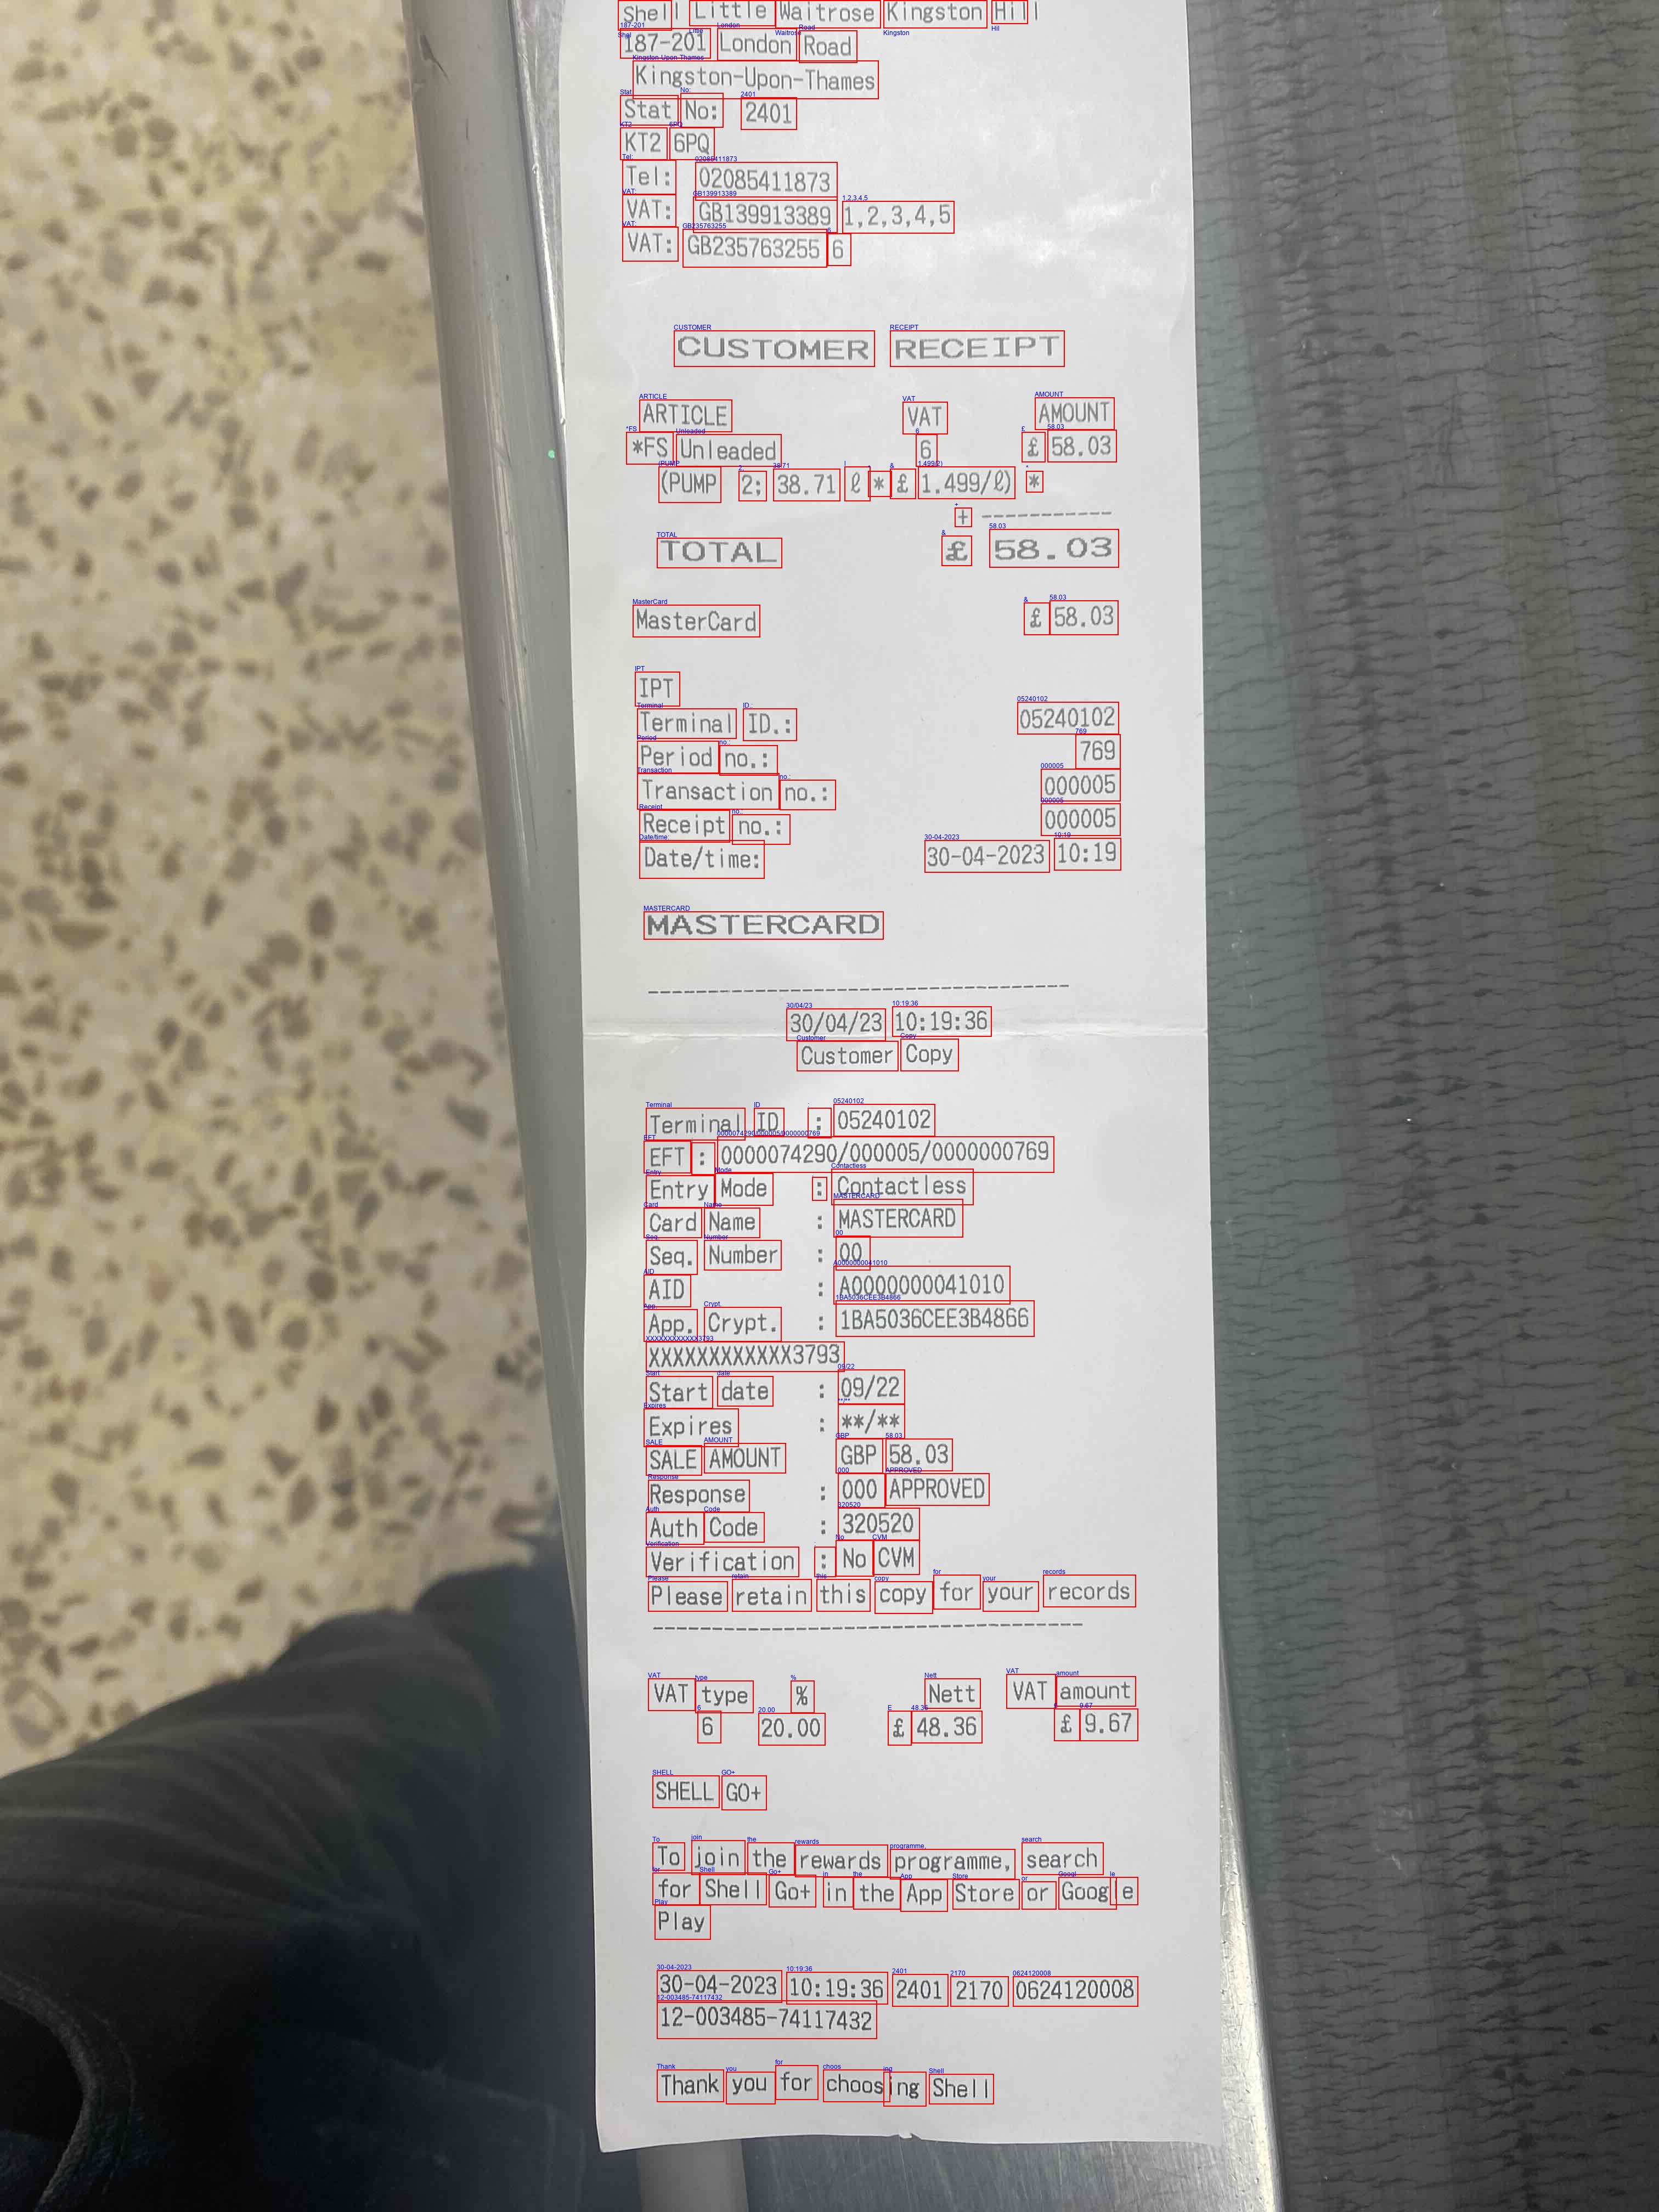 Shell Little Waitrose Kingston Hill
187-201 London Road
Kingston-Upon-Thames
Stat No: 2401
KT2 6PQ
Tel: 02085411873
VAT: GB139913389 1,2,3,4,5
VAT: GB235763255 6
CUSTOMER RECEIPT
ARTICLE VAT AMOUNT
*FS Unleaded 6 £ 58.03
(PUMP 2; 38.71 ℓ * £ 1.499/ℓ) *
+ -----------
TOTAL £ 58.03
MasterCard £ 58.03
IPT
Terminal ID.: 05240102
Period no.: 769
Transaction no.: 000005
Receipt no.: 000005
Date/time: 30-04-2023 10:19
MASTERCARD
30/04/23 10:19:36
Customer Copy
Terminal ID : 05240102
EFT : 0000074290/000005/0000000769
Entry Mode : Contactless
Card Name : MASTERCARD
Seq. Number : 00
AID : A0000000041010
App. Crypt. : 1BA5036CEE3B4866
XXXXXXXXXXXX3793
Start date : 09/22
Expires : **/**
SALE AMOUNT GBP 58.03
Response : 000 APPROVED
Auth Code : 320520
Verification : No CVM
Please retain this copy for your records
VAT type % Nett VAT amount
6 20.00 £ 48.36 £ 9.67
SHELL GO+
To join the rewards programme, search
for Shell Go+ in the App Store or Google
Play
30-04-2023 10:19:36 2401 2170 0624120008
12-003485-74117432
Thank you for choosing Shell